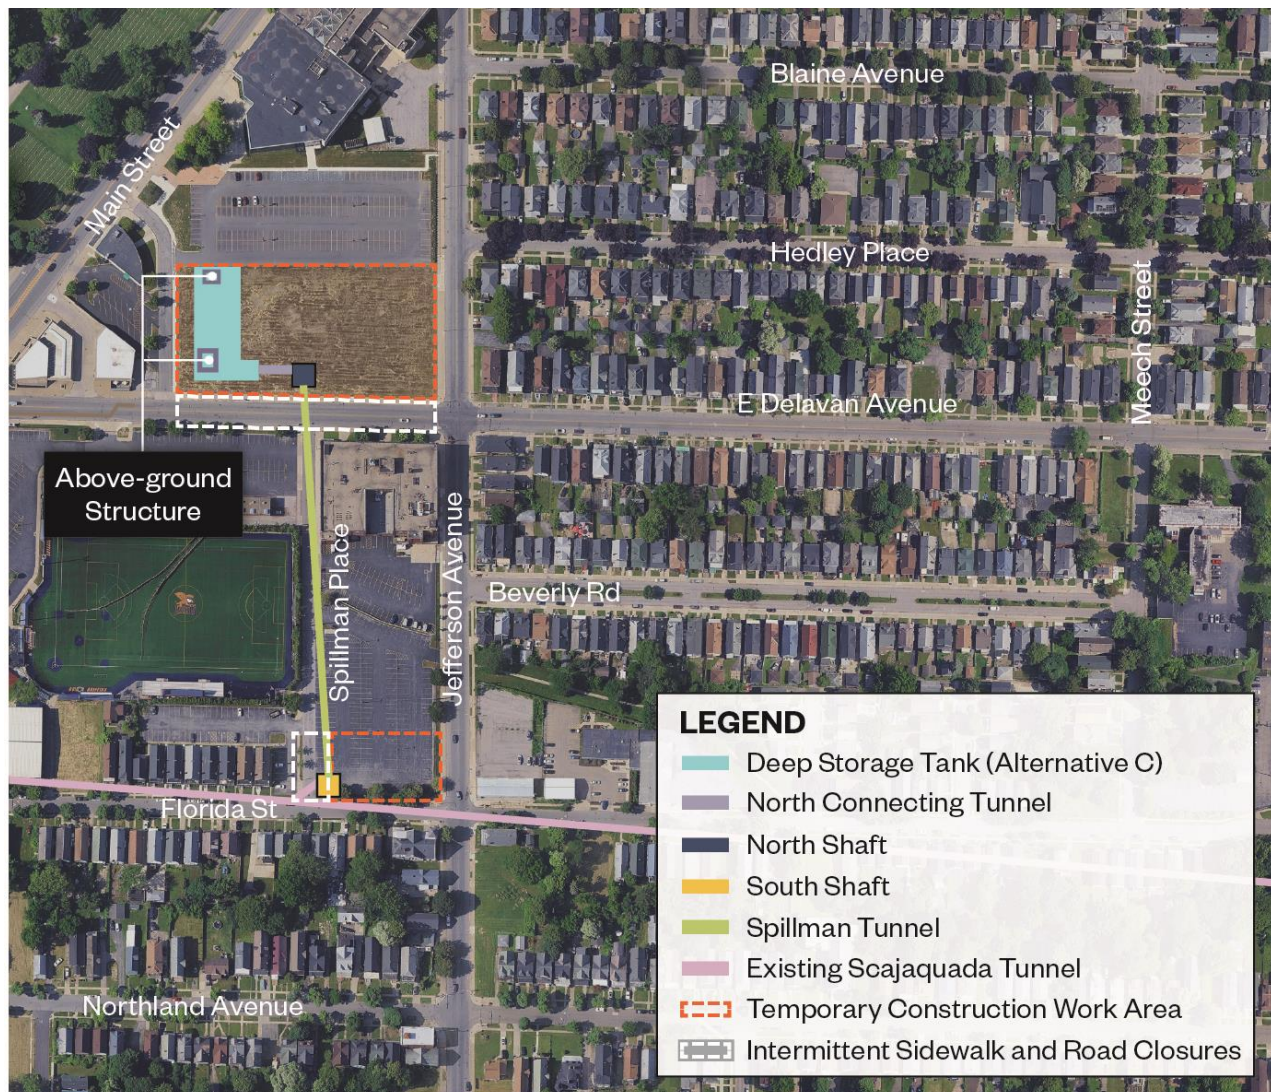 Blaine Avenue
Main Street
Hedley Place
Meech Street
E Delavan Avenue
Above-ground
Structure
Spillman Place
Jefferson Avenue
Beverly Rd
Florida St
Northland Avenue
LEGEND
Deep Storage Tank (Alternative C)
North Connecting Tunnel
North Shaft
South Shaft
Spillman Tunnel
Existing Scajaquada Tunnel
Temporary Construction Work Area
Intermittent Sidewalk and Road Closures